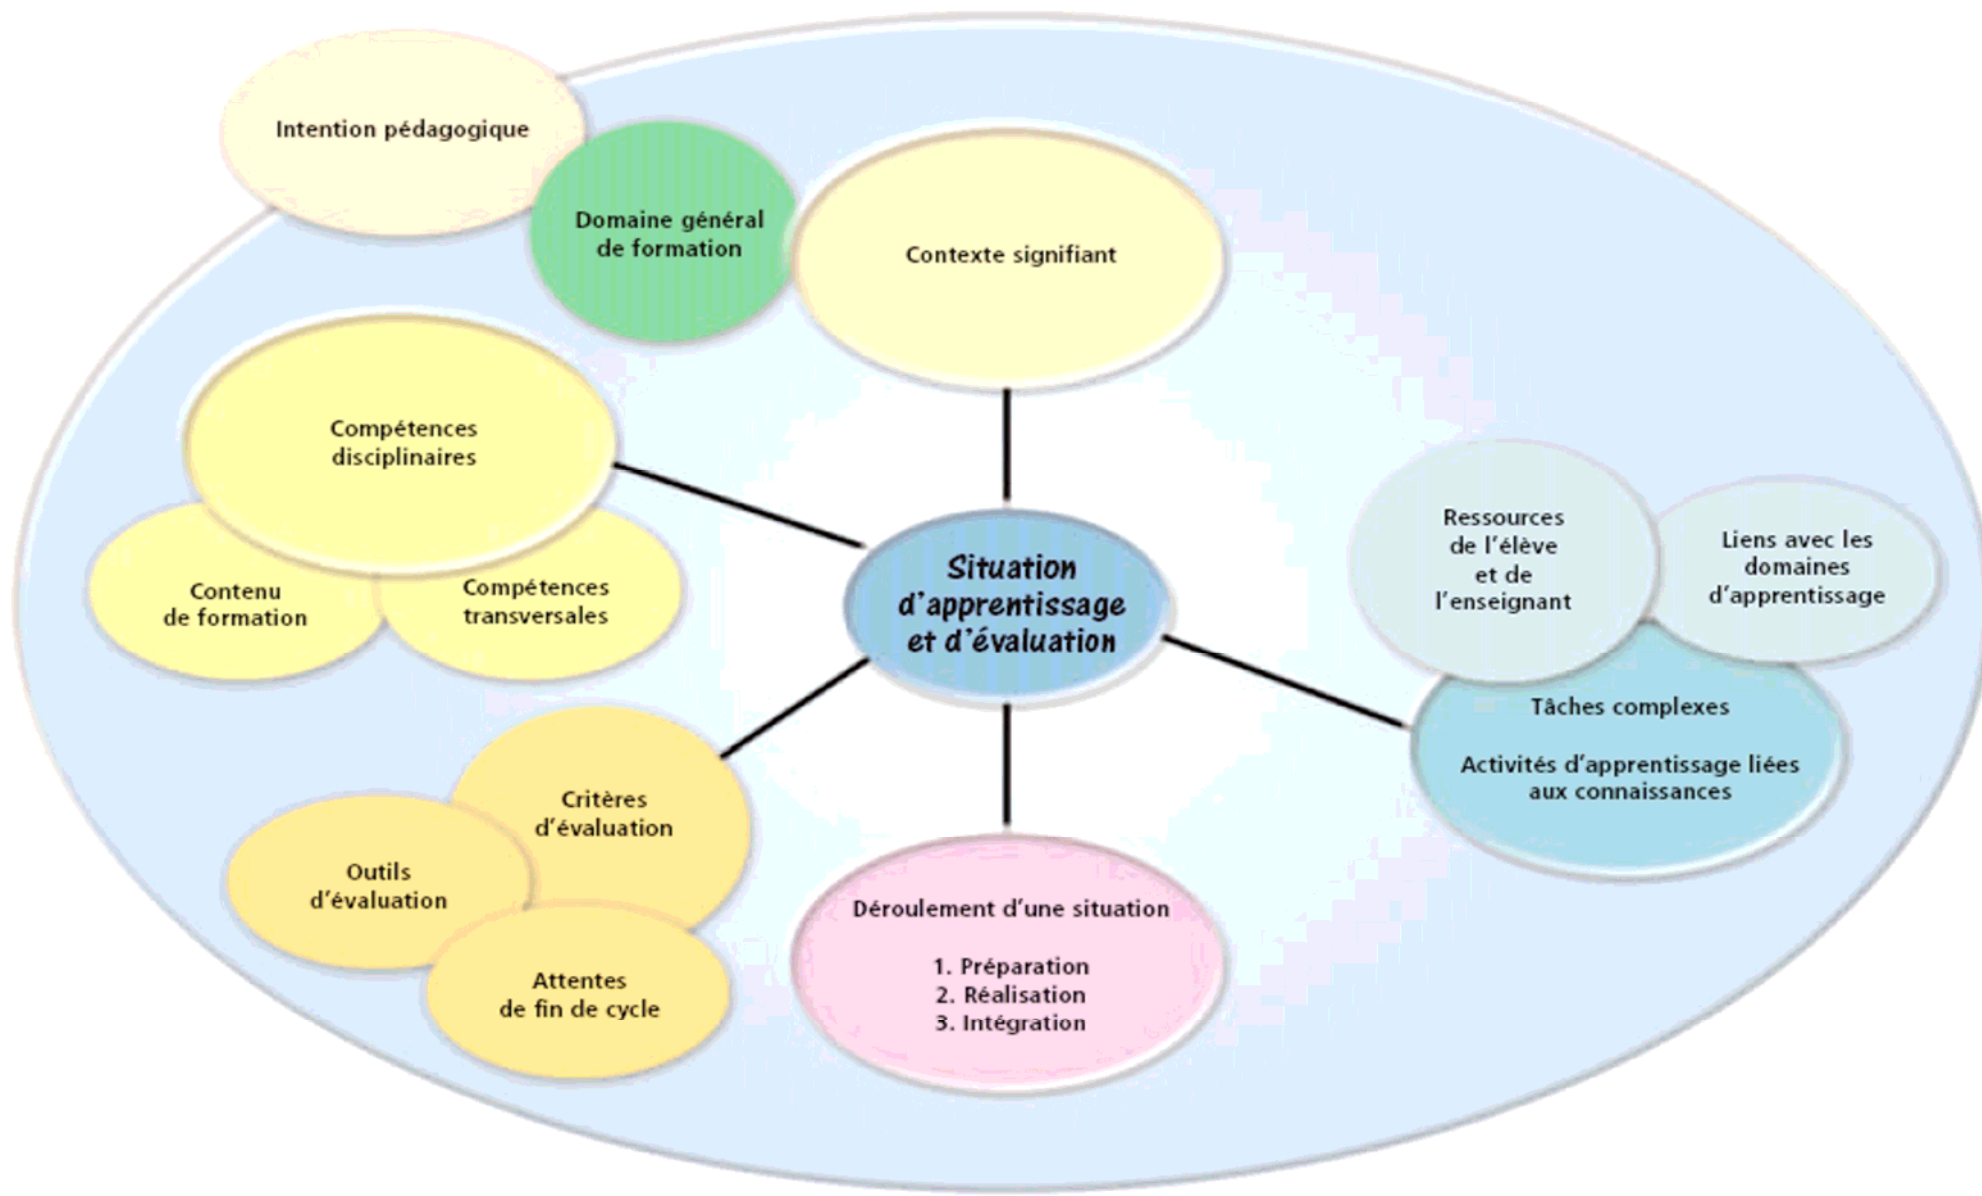 Intention pédagogique
Domaine général
de formation
Contexte signifiant
Compétences
disciplinaires
Contenu
de formation
Compétences
transversales
Situation
d'apprentissage
et d'évaluation
Ressources
de l'élève
et de
l'enseignant
Liens avec les
domaines
d'apprentissage
Tâches complexes
Activités d'apprentissage liées
aux connaissances
Critères
d'évaluation
Outils
d'évaluation
Attentes
de fin de cycle
Déroulement d'une situation
1. Préparation
2. Réalisation
3. Intégration